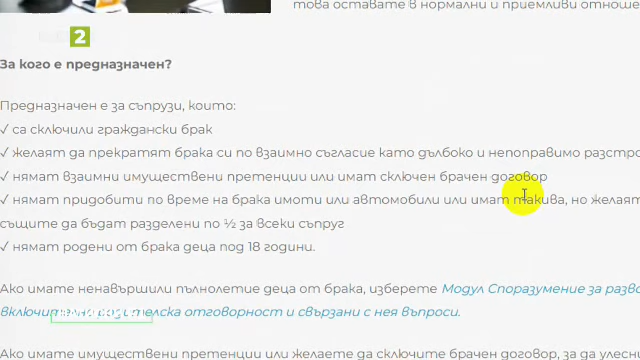 това оставате в нормални и приемливи отноше
2
За кого е предназначен?
Предназначен е за съпрузи, които:
✓ са сключили граждански брак
✓ желаят да прекратят брака си по взаимно съгласие като дълбоко и непоправимо разстро
✓ нямат взаимни имуществени претенции или имат сключен брачен договор
✓ нямат придобити по време на брака имоти или автомобили или имат такива, но желаят
същите да бъдат разделени по ½ за всеки съпруг
✓ нямат родени от брака деца под 18 години.
Ако имате ненавършили пълнолетие деца от брака, изберете Модул Споразумение за разво
отговорност и свързани с нея въпроси.
Ако имате имуществени претенции или желаете да сключите брачен договор, за да улесни